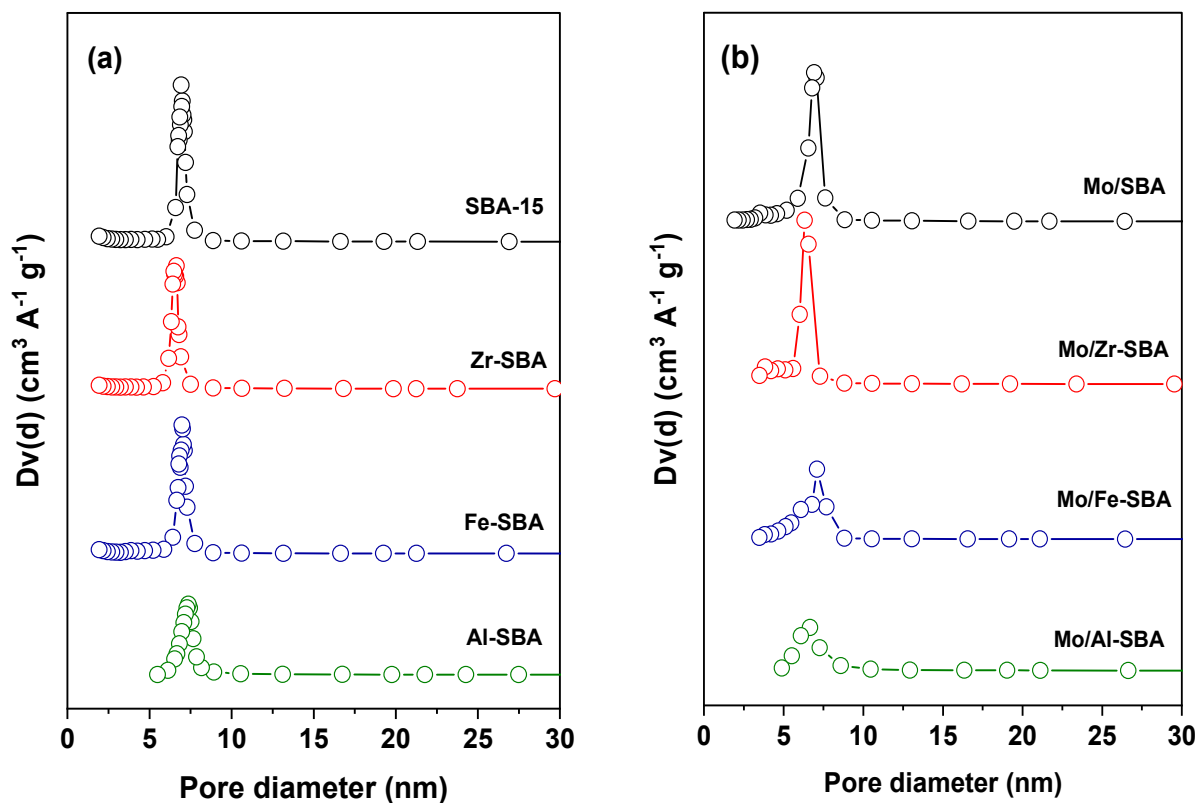 (a)
SBA-15
Zr-SBA
Fe-SBA
Al-SBA
Dv(d) (cm³ A⁻¹ g⁻¹)
0 5 10 15 20 25 30
Pore diameter (nm)
(b)
Mo/SBA
Mo/Zr-SBA
Mo/Fe-SBA
Mo/Al-SBA
Dv(d) (cm³ A⁻¹ g⁻¹)
0 5 10 15 20 25 30
Pore diameter (nm)